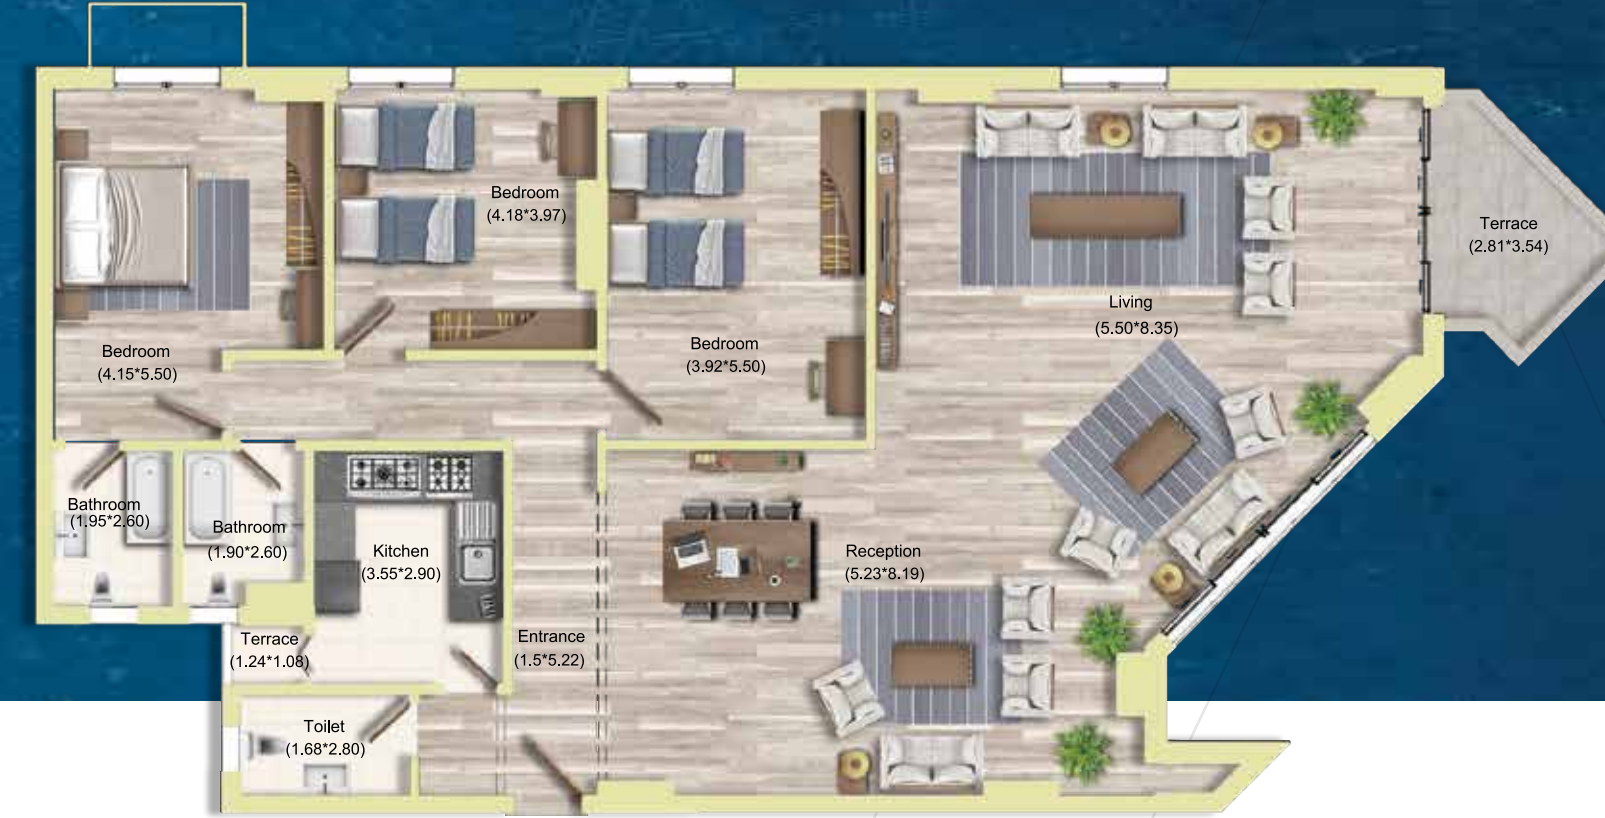 Bedroom
(4.15*5.50)
Bedroom
(4.18*3.97)
Bedroom
(3.92*5.50)
Living
(5.50*8.35)
Terrace
(2.81*3.54)
Bathroom
(1.95*2.60)
Bathroom
(1.90*2.60)
Kitchen
(3.55*2.90)
Reception
(5.23*8.19)
Terrace
(1.24*1.08)
Entrance
(1.5*5.22)
Toilet
(1.68*2.80)